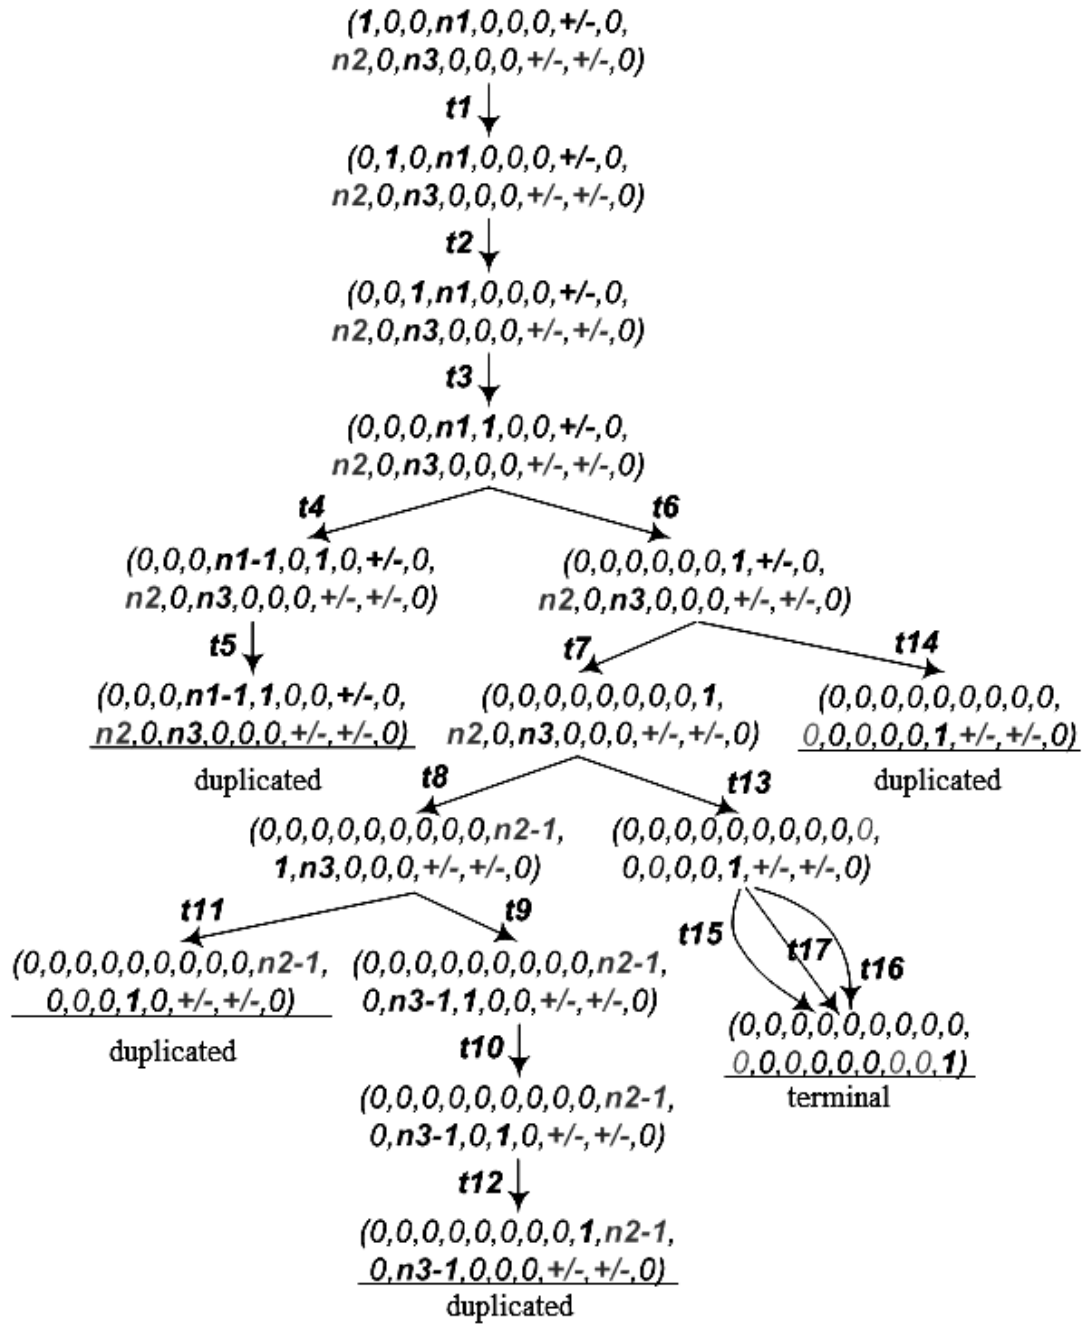 (1,0,0,n1,0,0,0,+/-,0,
n2,0,n3,0,0,0,+/-,+/-,0)
t1
(0,1,0,n1,0,0,0,+/-,0,
n2,0,n3,0,0,0,+/-,+/-,0)
t2
(0,0,1,n1,0,0,0,+/-,0,
n2,0,n3,0,0,0,+/-,+/-,0)
t3
(0,0,0,n1,1,0,0,+/-,0,
n2,0,n3,0,0,0,+/-,+/-,0)
t4
t6
(0,0,0,n1-1,0,1,0,+/-,0,
n2,0,n3,0,0,0,+/-,+/-,0)
(0,0,0,0,0,0,1,+/-,0,
n2,0,n3,0,0,0,+/-,+/-,0)
t5
t7
t14
(0,0,0,n1-1,1,0,0,+/-,0,
n2,0,n3,0,0,0,+/-,+/-,0)
duplicated
(0,0,0,0,0,0,0,0,1,
n2,0,n3,0,0,0,+/-,+/-,0)
(0,0,0,0,0,0,0,0,0,
0,0,0,0,0,1,+/-,+/-,0)
duplicated
t8
t13
(0,0,0,0,0,0,0,0,0,n2-1,
1,n3,0,0,0,+/-,+/-,0)
(0,0,0,0,0,0,0,0,0,0,
0,0,0,0,1,+/-,+/-,0)
t11
t9
t15
t17
t16
(0,0,0,0,0,0,0,0,0,n2-1,
0,0,0,1,0,+/-,+/-,0)
duplicated
(0,0,0,0,0,0,0,0,0,n2-1,
0,n3-1,1,0,0,+/-,+/-,0)
(0,0,0,0,0,0,0,0,0,
0,0,0,0,0,0,0,0,1)
terminal
t10
(0,0,0,0,0,0,0,0,0,n2-1,
0,n3-1,0,1,0,+/-,+/-,0)
t12
(0,0,0,0,0,0,0,0,1,n2-1,
0,n3-1,0,0,0,+/-,+/-,0)
duplicated